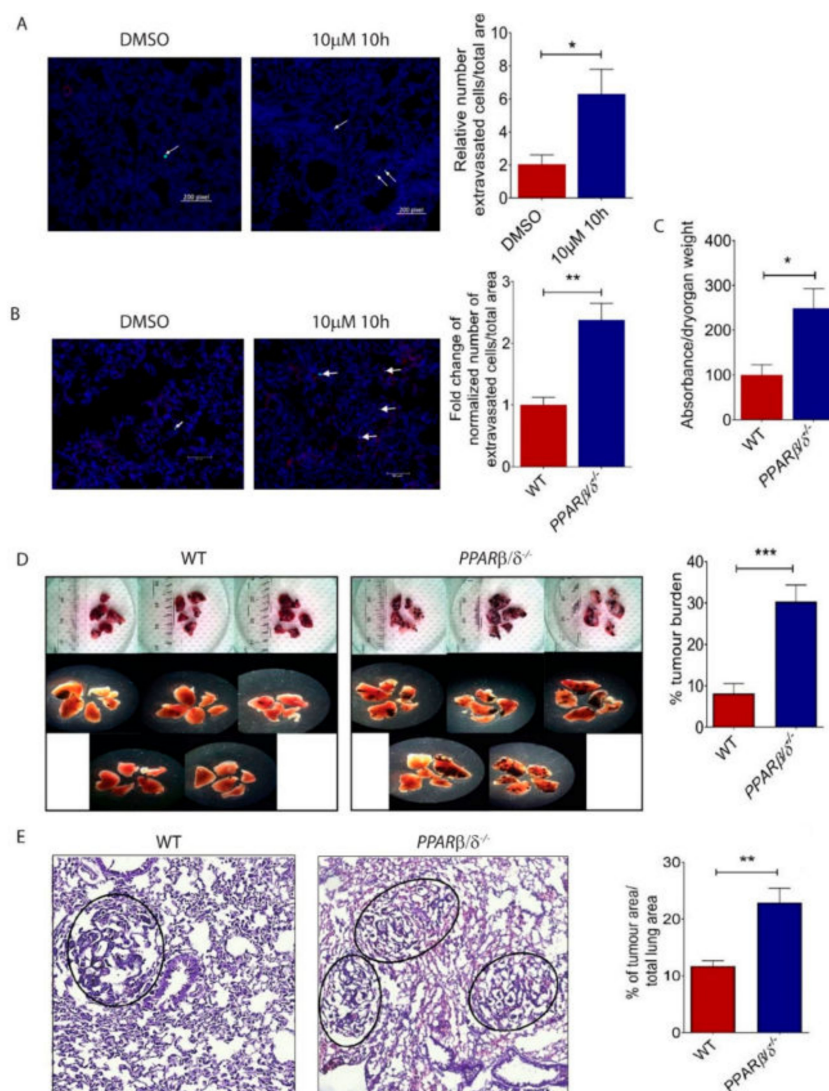 A
DMSO
10μM 10h
200 pixel
Relative number
extravasated cells/total are
10
8
6
4
2
0
*
DMSO
10μM 10h
B
DMSO
10μM 10h
Fold change of
normalized number of
extravasated cells/total area
3
2
1
0
**
WT
PPARβ/δ-/-
C
Absorbance/dryorgan weight
400
300
200
100
0
*
WT
PPARβ/δ-/-
D
WT
PPARβ/δ-/-
% tumour burden
40
30
20
10
0
***
WT
PPARβ/δ-/-
E
WT
PPARβ/δ-/-
% of tumour area/
total lung area
30
20
10
0
**
WT
PPARβ/δ-/-